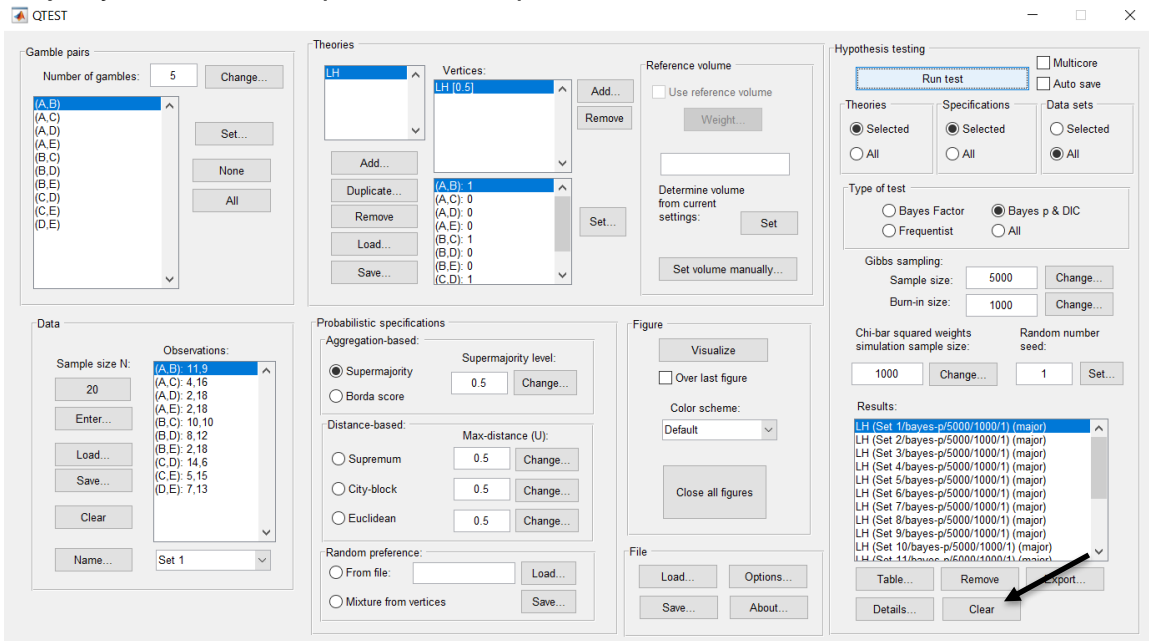 QTEST
Gamble pairs
Number of gambles: 5 Change...
(A,B)
(A,C)
(A,D)
(A,E)
(B,C)
(B,D)
(B,E)
(C,D)
(C,E)
(D,E)
Set...
None
All
Theories
LH
Add...
Duplicate...
Remove
Load...
Save...
Vertices:
LH [0.5]
Add...
Remove
(A,B): 1
(A,C): 0
(A,D): 0
(A,E): 0
(B,C): 1
(B,D): 0
(B,E): 0
(C,D): 1
Set...
Reference volume
Use reference volume
Weight...
Determine volume
from current
settings:
Set
Set volume manually...
Hypothesis testing
Run test
Multicore
Auto save
Theories
Selected
All
Specifications
Selected
All
Data sets
Selected
All
Type of test
Bayes Factor Bayes p & DIC
Frequentist All
Gibbs sampling:
Sample size: 5000 Change...
Burn-in size: 1000 Change...
Chi-bar squared weights
simulation sample size:
1000 Change...
Random number
seed:
1 Set...
Results:
LH (Set 1/bayes-p/5000/1000/1) (major)
LH (Set 2/bayes-p/5000/1000/1) (major)
LH (Set 3/bayes-p/5000/1000/1) (major)
LH (Set 4/bayes-p/5000/1000/1) (major)
LH (Set 5/bayes-p/5000/1000/1) (major)
LH (Set 6/bayes-p/5000/1000/1) (major)
LH (Set 7/bayes-p/5000/1000/1) (major)
LH (Set 8/bayes-p/5000/1000/1) (major)
LH (Set 9/bayes-p/5000/1000/1) (major)
LH (Set 10/bayes-p/5000/1000/1) (major)
LH (Set 11/bayes-p/5000/1000/1) (major)
Table... Remove Export...
Details... Clear
Data
Sample size N:
20
Enter...
Load...
Save...
Clear
Name... Set 1
Observations:
(A,B): 11,9
(A,C): 4,16
(A,D): 2,18
(A,E): 2,18
(B,C): 10,10
(B,D): 8,12
(B,E): 2,18
(C,D): 14,6
(C,E): 5,15
(D,E): 7,13
Probabilistic specifications
Aggregation-based:
Supermajority level:
Supermajority 0.5 Change...
Borda score
Distance-based:
Max-distance (U):
Supremum 0.5 Change...
City-block 0.5 Change...
Euclidean 0.5 Change...
Random preference:
From file: Load...
Mixture from vertices Save...
Figure
Visualize
Over last figure
Color scheme:
Default
Close all figures
File
Load... Options...
Save... About...